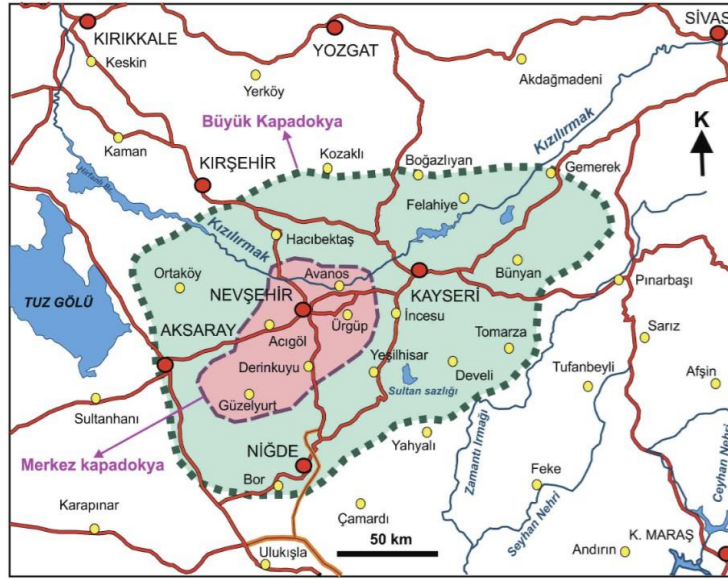 SİVAS
KIRIKKALE
YOZGAT
Keskin
Akdağmadeni
Yerköy
Büyük Kapadokya
Kızılırmak
K
Kaman
Kozaklı
Boğazlıyan
Gemerek
KIRŞEHİR
Felahiye
Kızılırmak
Hacıbektaş
Ortaköy
Avanos
Bünyan
NEVŞEHİR
KAYSERİ
Pınarbaşı
TUZ GÖLÜ
AKSARAY
Ürgüp
İncesu
Acıgöl
Tomarza
Sarız
Derinkuyu
Yeşilhisar
Develi
Tufanbeyli
Afşin
Güzelyurt
Sultan sazlığı
Sultanhanı
Merkez kapadokya
NİĞDE
Yahyalı
Zamantı Irmağı
Bor
Feke
Seyhan Nehri
Ceyhan Nehri
Karapınar
Çamardı
Ulukışla
50 km
Andırın
K. MARAŞ